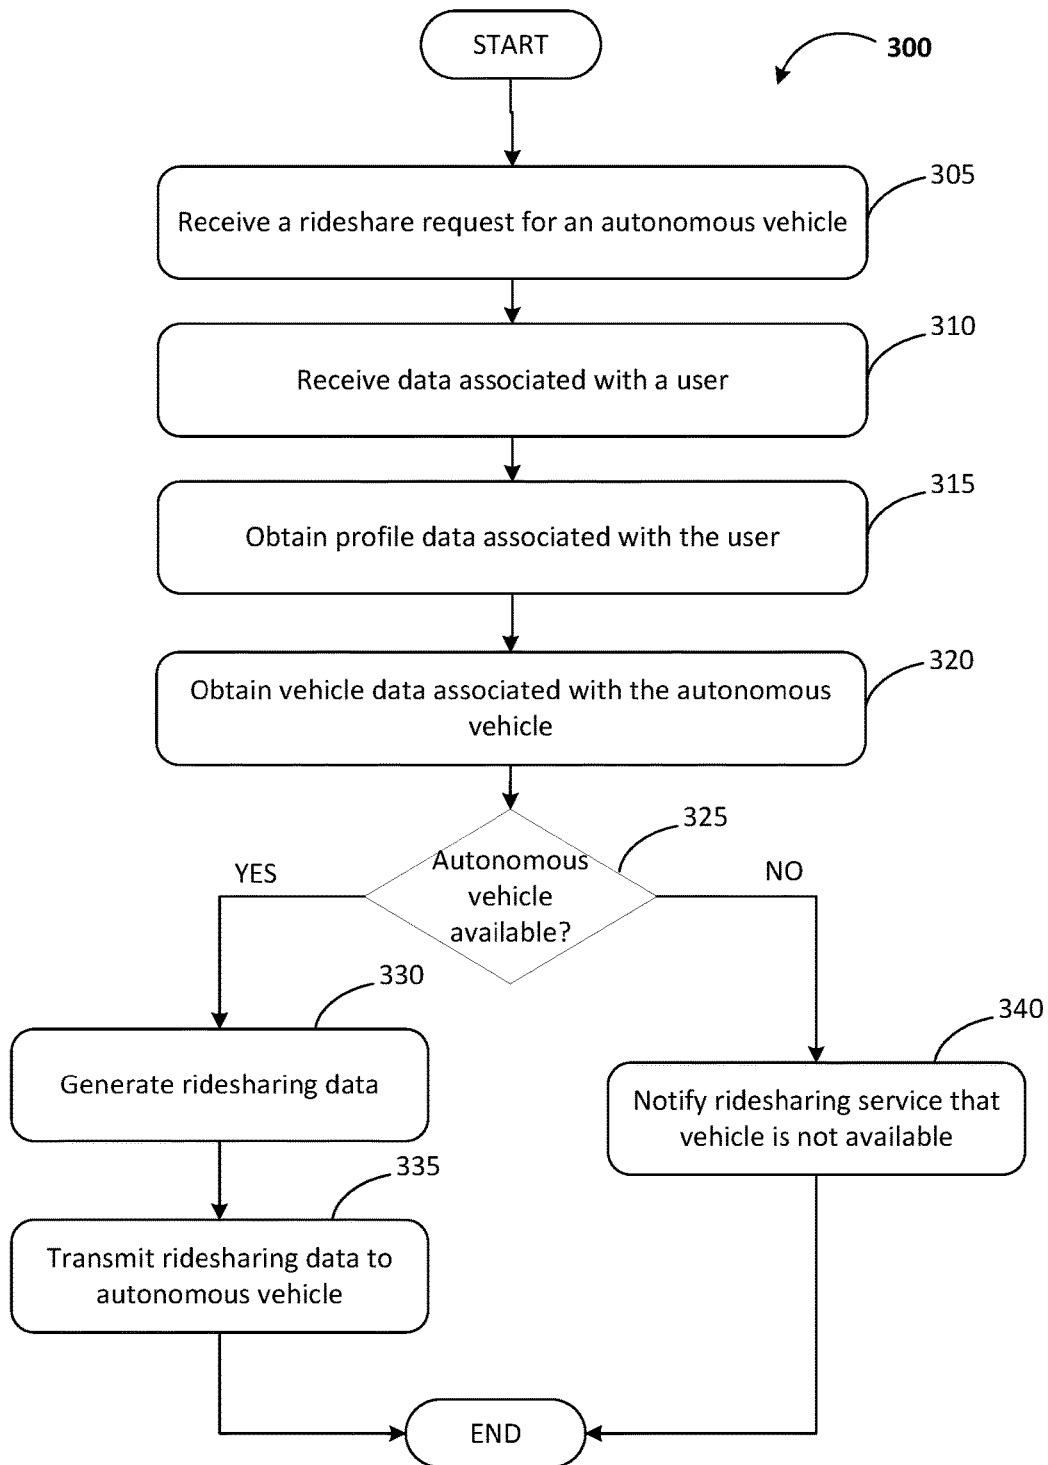 START
300
305
Receive a rideshare request for an autonomous vehicle
310
Receive data associated with a user
315
Obtain profile data associated with the user
320
Obtain vehicle data associated with the autonomous
vehicle
325
YES
Autonomous
vehicle
available?
NO
330
Generate ridesharing data
340
Notify ridesharing service that
vehicle is not available
335
Transmit ridesharing data to
autonomous vehicle
END